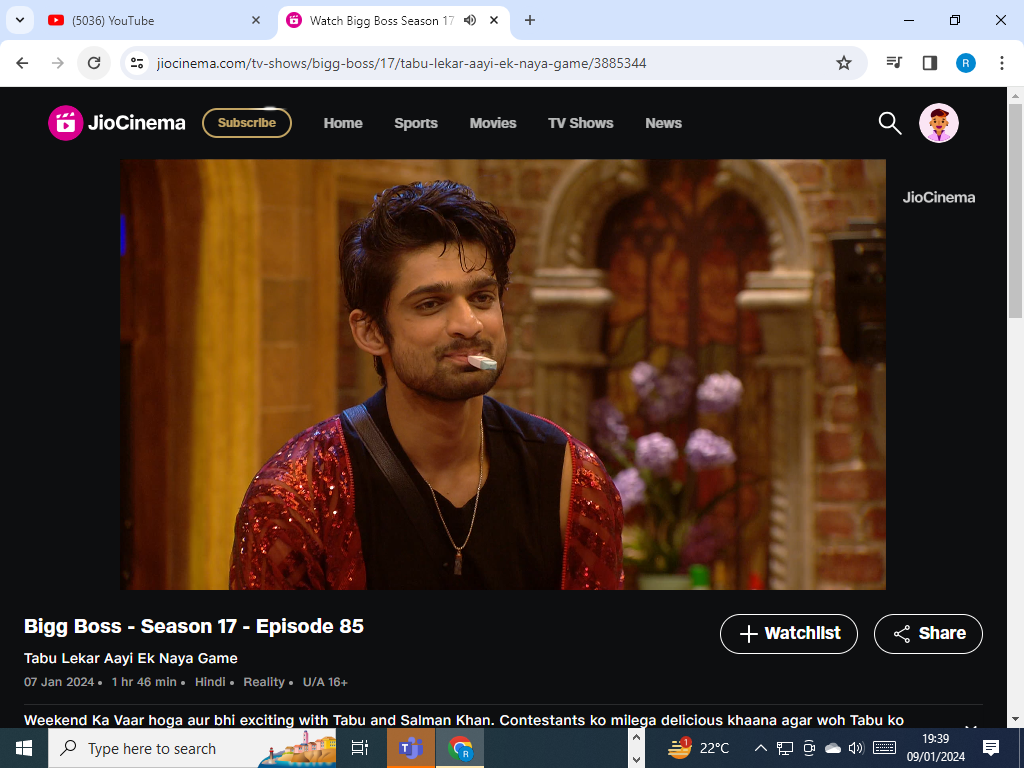 (5036) YouTube
Watch Bigg Boss Season 17
jiocinema.com/tv-shows/bigg-boss/17/tabu-lekar-aayi-ek-naya-game/3885344
R
JioCinema
Subscribe
Home
Sports
Movies
TV Shows
News
JioCinema
Bigg Boss - Season 17 - Episode 85
Watchlist
Share
Tabu Lekar Aayi Ek Naya Game
07 Jan 2024 • 1 hr 46 min • Hindi • Reality • U/A 16+
Weekend Ka Vaar hoga aur bhi exciting with Tabu and Salman Khan. Contestants ko milega delicious khaana agar woh Tabu ko
Type here to search
T
R
1
22°C
19:39
09/01/2024